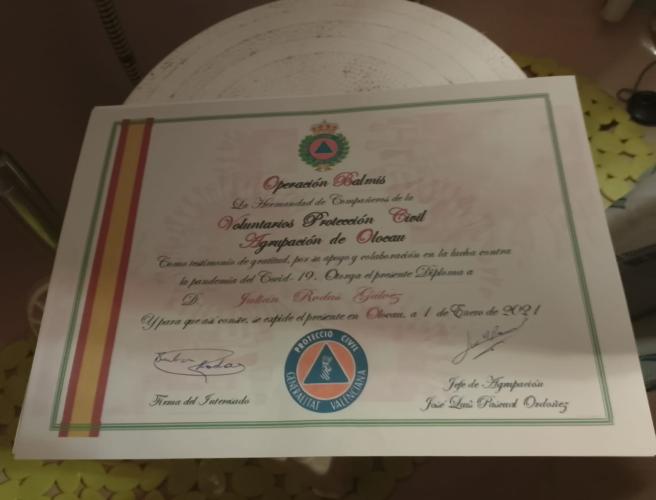 Operación Balmis
La Hermandad de Compañeros de la
Voluntarios Protección Civil
Agrupación de Olocau
Como testimonio de gratitud, por su apoyo y colaboración en la lucha contra
la pandemia del Covid-19. Otorga el presente Diploma a
D. Julián Rodas
Y para que así conste, se expide el presente en Olocau, a 1 de Enero de 2021
PROTECCIO CIVIL
GENERALITAT VALENCIANA
Firma del Interesado
Jefe de Agrupación
José Luis Pascual Ordoñez